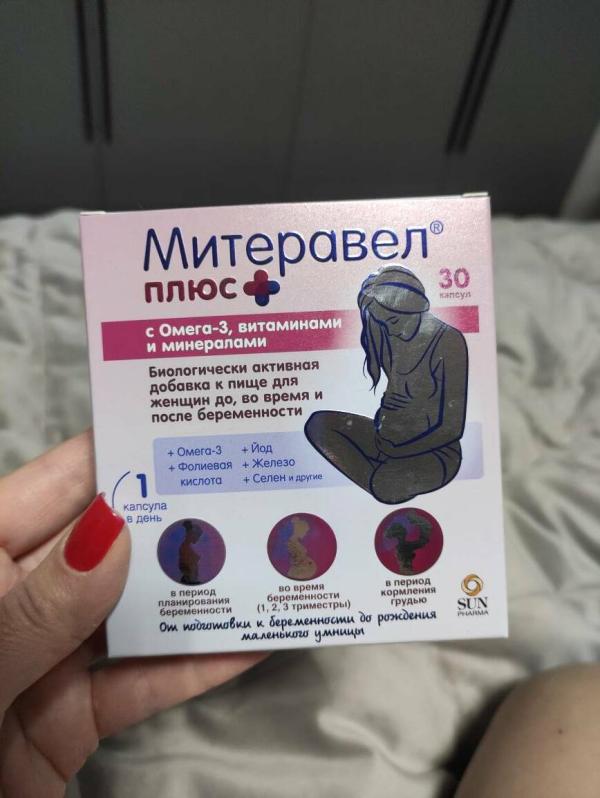 Митеравел®
плюс
30
капсул
с Омега-3, витаминами
и минералами
Биологически активная
добавка к пище для
женщин до, во время и
после беременности
+ Омега-3
+ Фолиевая
кислота
+ Йод
+ Железо
+ Селен и другие
1
капсула
в день
в период
планирования
беременности
во время
беременности
(1, 2, 3 триместры)
в период
кормления
грудью
SUN
PHARMA
От подготовки к беременности до рождения
маленького умницы